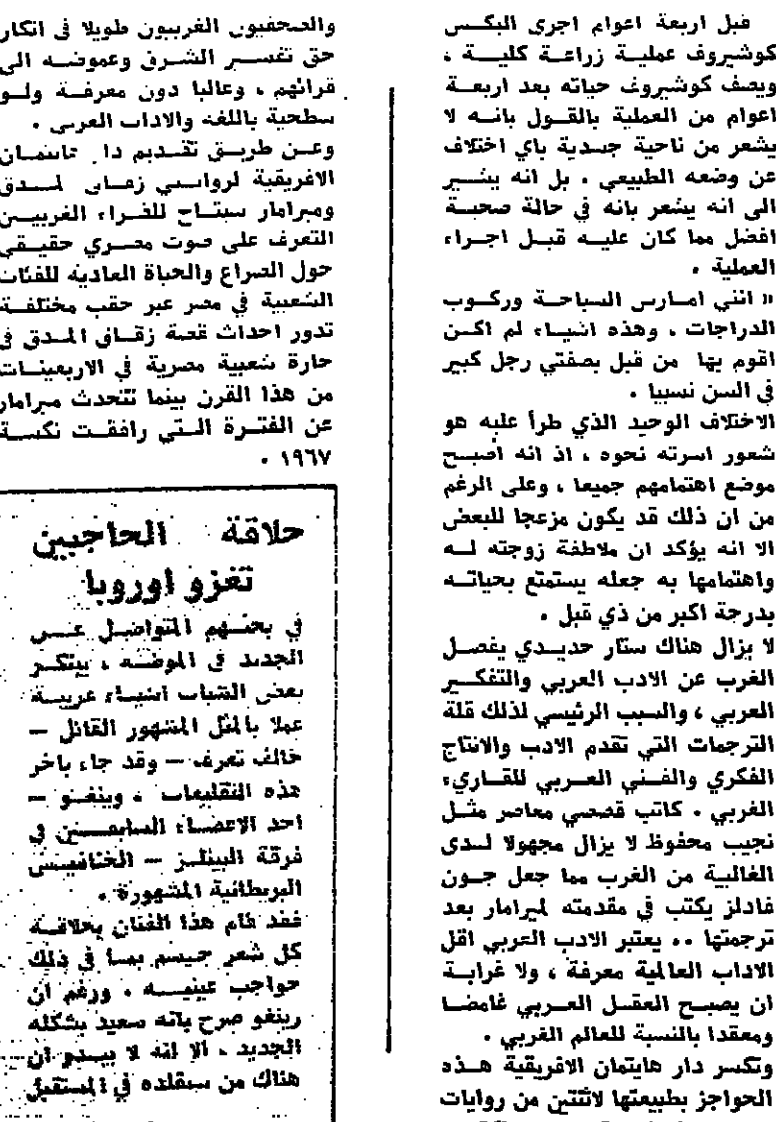 قبل اربعة اعوام اجرى البكس
كوشيروف عملية زراعة كلية ،
ويصف كوشيروف حياته بعد اربعة
اعوام من العملية بالقول بانه لا
يشعر من ناحية جسدية باي اختلاف
عن وضعه الطبيعي . بل انه يشير
الى انه يشعر بانه في حالة صحية
افضل مما كان عليه قبل اجراء
العملية .
« انني امارس السباحة وركوب
الدراجات ، وهذه اشياء لم اكن
اقوم بها من قبل بصفتي رجل كبير
في السن نسبيا .
الاختلاف الوحيد الذي طرأ عليه هو
شعور اسرته نحوه ، اذ انه اصبح
موضع اهتمامهم جميعا ، وعلى الرغم
من ان ذلك قد يكون مزعجا للبعض
الا انه يؤكد ان ملاطفة زوجته له
واهتمامها به جعله يستمتع بحياته
بدرجة اكبر من ذي قبل .
لا يزال هناك ستار حديدي يفصل
الغرب عن الادب العربي والتفكير
العربي ، والسبب الرئيسي لذلك قلة
الترجمات التي تقدم الادب والانتاج
الفكري والفني العربي للقاريء
الغربي . كاتب قصصي معاصر مثل
نجيب محفوظ لا يزال مجهولا لدى
الغالبية من الغرب مما جعل جون
فادلز يكتب في مقدمته لميرامار بعد
ترجمتها .. يعتبر الادب العربي اقل
الاداب العالمية معرفة ، ولا غرابة
ان يصبح العقل العربي غامضا
ومعقدا بالنسبة للعالم الغربي .
وتكسر دار هايتمان الافريقية هذه
الحواجز بطبيعتها لاثنتين من روايات
والصحفيون الغربيون طويلا في انكار
حق تفسير الشرق وغموضه الى
قرائهم ، وغالبا دون معرفة ولو
سطحية باللغة والاداب العربي .
وعن طريق تقديم دار هاينمان
الافريقية لروايتي زقاق المدق
وميرامار سيتاح للقراء الغربيين
التعرف على صوت مصري حقيقي
حول الصراع والحياة العادية للفئات
الشعبية في مصر عبر حقب مختلفة
تدور احداث قصة زقاق المدق في
حارة شعبية مصرية في الاربعينات
من هذا القرن بينما تتحدث ميرامار
عن الفترة التي رافقت نكسة
١٩٦٧ .
حلاقة الحاجبين
تغزو اوروبا
في بحثهم المتواصل عن
الجديد في الموضة ، يبتكر
بعض الشباب اشياء غريبة
عملا بالمثل المشهور القائل —
خالف تعرف — وقد جاء باخر
هذه التقليعات ، رينغو —
احد الاعضاء السابقين في
فرقة البيتلز — الخنافس
البريطانية المشهورة .
فقد قام هذا الفنان بحلاقة
كل شعر جسم بما في ذلك
حواجب عينيه . ورغم ان
رينغو صرح بانه سعيد بشكله
الجديد ، الا انه لا يبدو ان
هناك من سيقلده في المستقبل